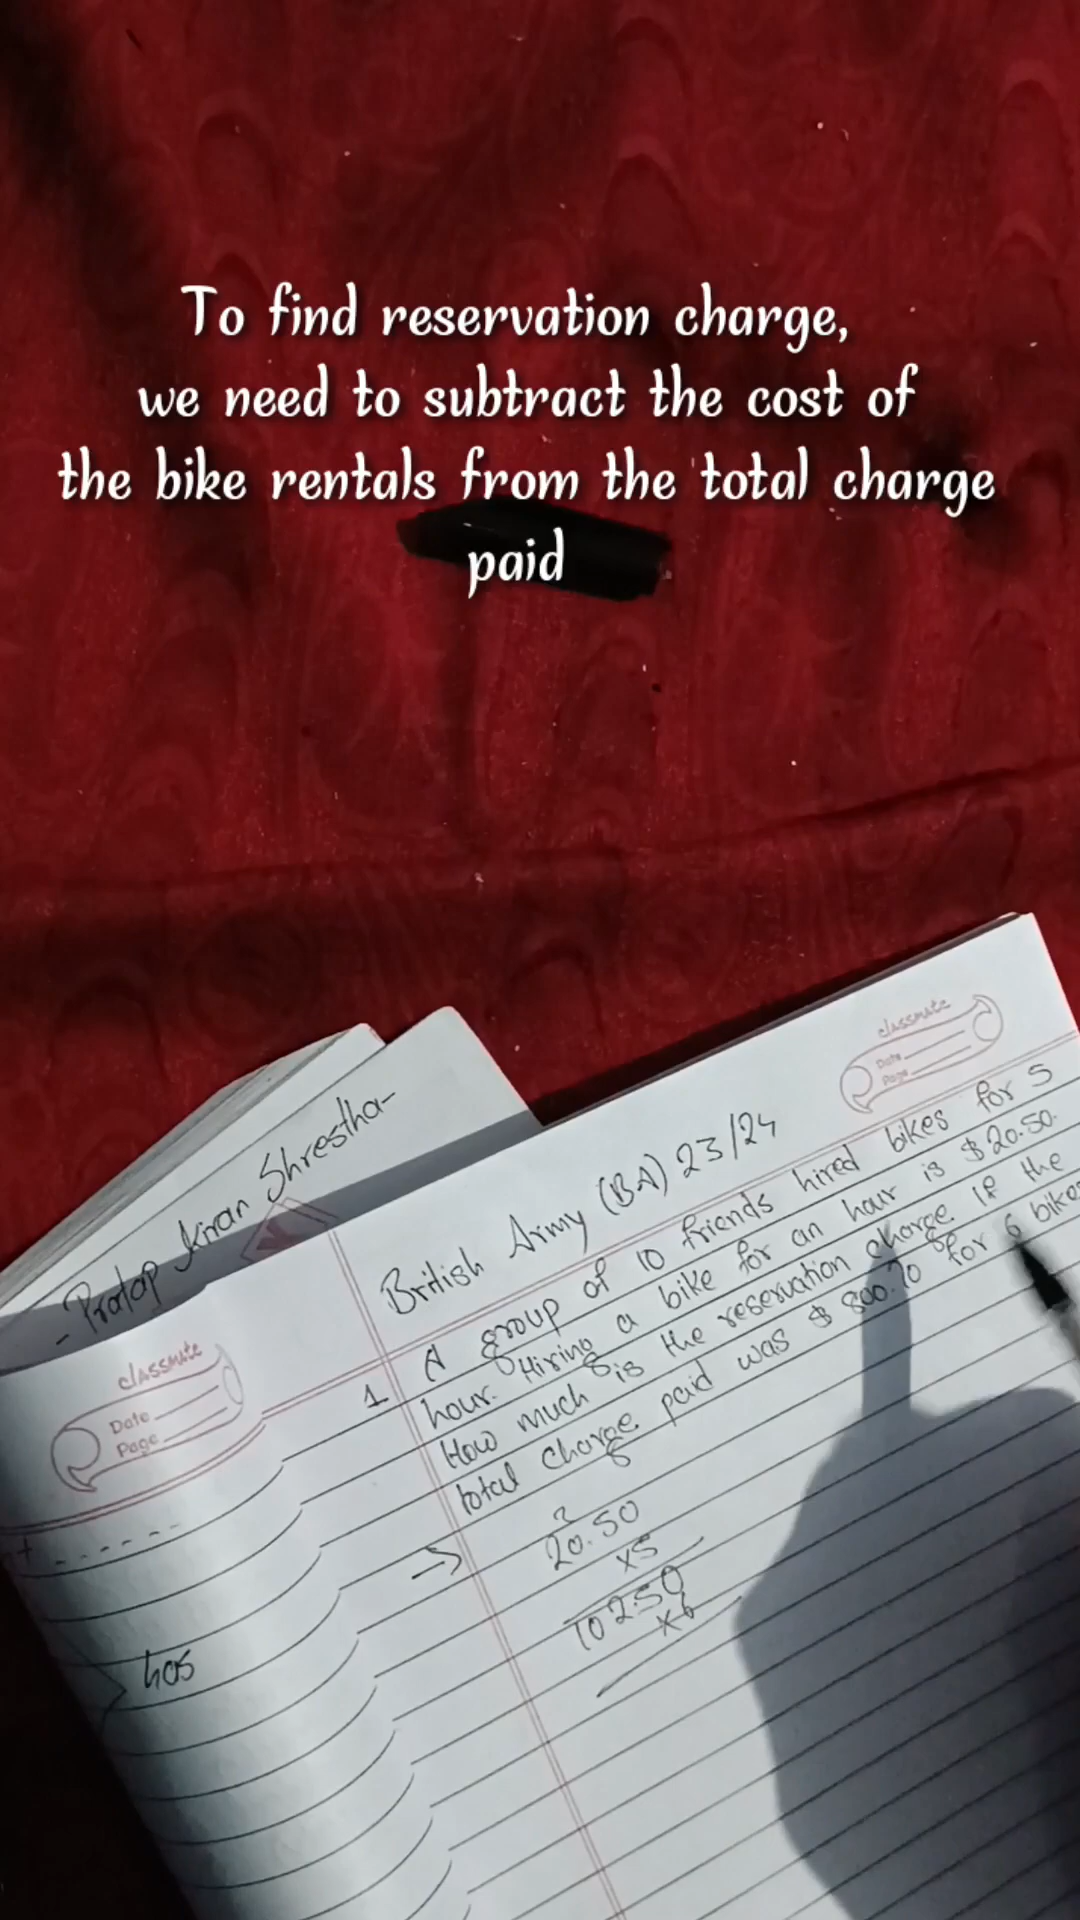 To find reservation charge,
we need to subtract the cost of
the bike rentals from the total charge
paid
- Pratap Kiran Shrestha-
classmate
Date
Page
British Army (BA) 23/24
1 A group of 10 friends hired bikes for 5
hour. Hiring a bike for an hour is $20.50.
How much is the reservation charge if the
total charge paid was $ 800.70 for 6 bikes
classmate
Date
Page
2
20.50
x5
102.50
x6